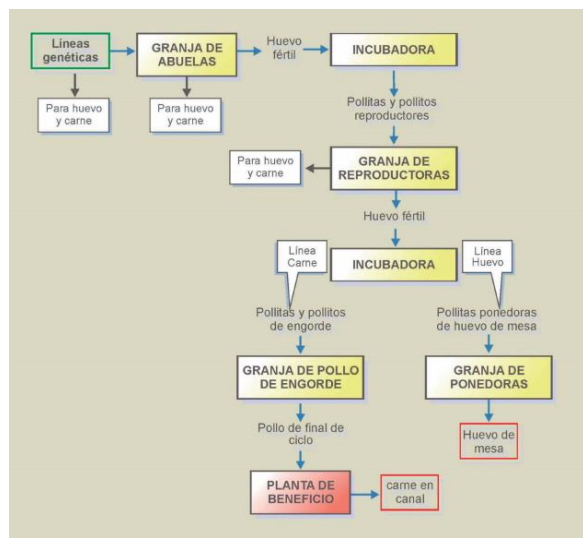 Líneas
genéticas
GRANJA DE
ABUELAS
Huevo
fértil
INCUBADORA
Para huevo
y carne
Para huevo
y carne
Pollitas y pollitos
reproductores
Para huevo
y carne
GRANJA DE
REPRODUCTORAS
Huevo fértil
Línea
Carne
INCUBADORA
Línea
Huevo
Pollitas y pollitos
de engorde
Pollitas ponedoras
de huevo de mesa
GRANJA DE POLLO
DE ENGORDE
GRANJA DE
PONEDORAS
Pollo de final de
ciclo
Huevo de
mesa
PLANTA DE
BENEFICIO
carne en
canal